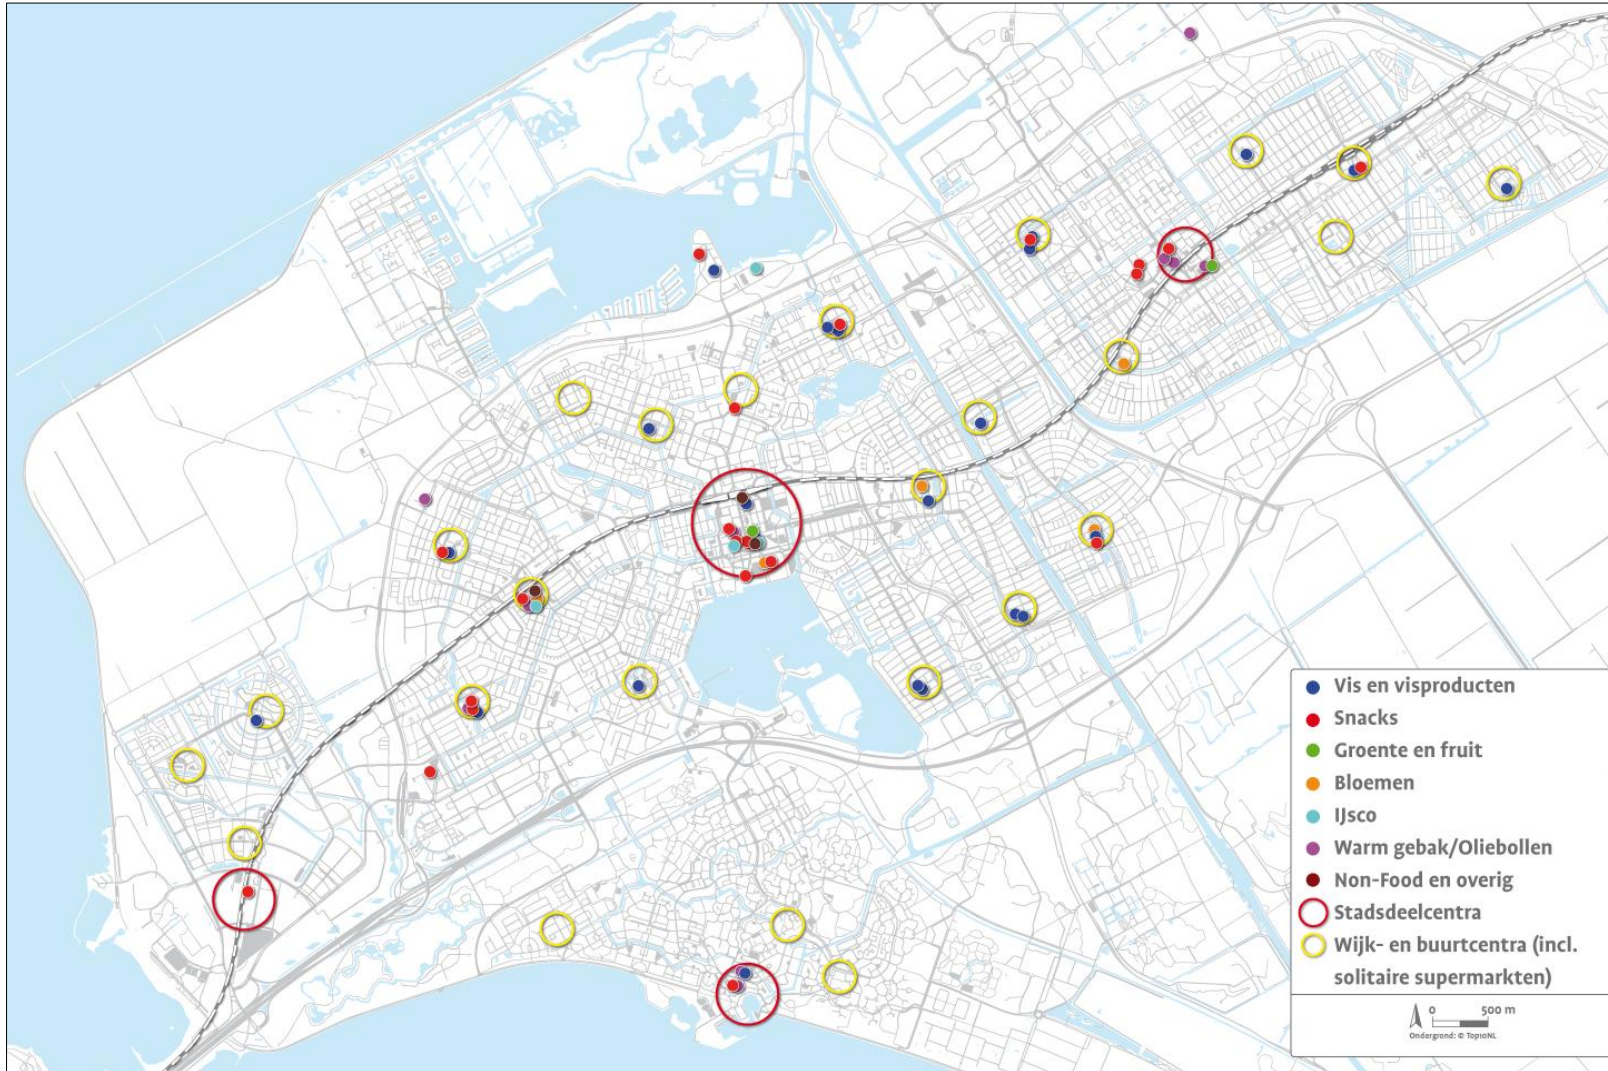 Vis en visproducten
Snacks
Groente en fruit
Bloemen
IJsco
Warm gebak/Oliebollen
Non-Food en overig
Stadsdeelcentra
Wijk- en buurtcentra (incl.
solitaire supermarkten)
0 500 m
Ondergrond: © Top10NL